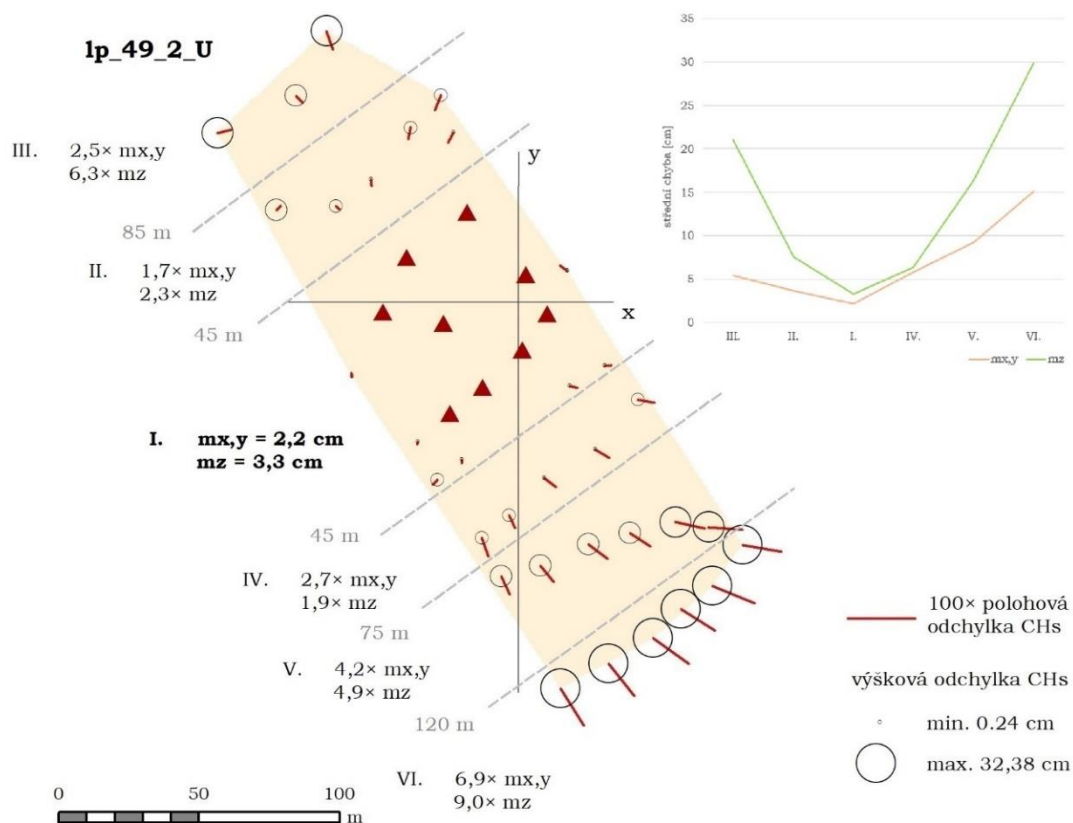 lp_49_2_U
III. 2,5× mx,y
6,3× mz
85 m
II. 1,7× mx,y
2,3× mz
45 m
y
x
I. mx,y = 2,2 cm
mz = 3,3 cm
45 m
IV. 2,7× mx,y
1,9× mz
75 m
V. 4,2× mx,y
4,9× mz
120 m
VI. 6,9× mx,y
9,0× mz
0 50 100
m
35
30
25
20
15
10
5
0
střední chyba [cm]
III. II. I. IV. V. VI.
mx,y mz
100× polohová
odchylka CHs
výšková odchylka CHs
min. 0.24 cm
max. 32,38 cm